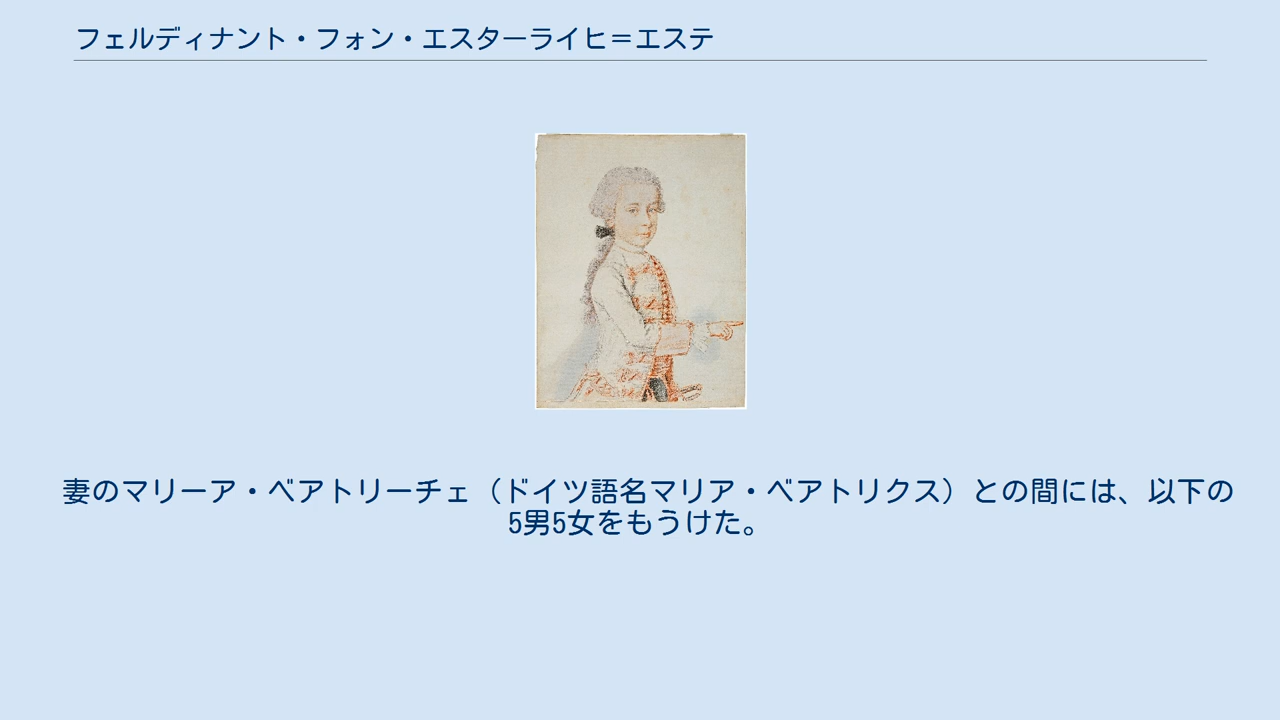 フェルディナント・フォン・エスターライヒ＝エステ
妻のマリーア・ベアトリーチェ（ドイツ語名マリア・ベアトリクス）との間には、以下の
5男5女をもうけた。